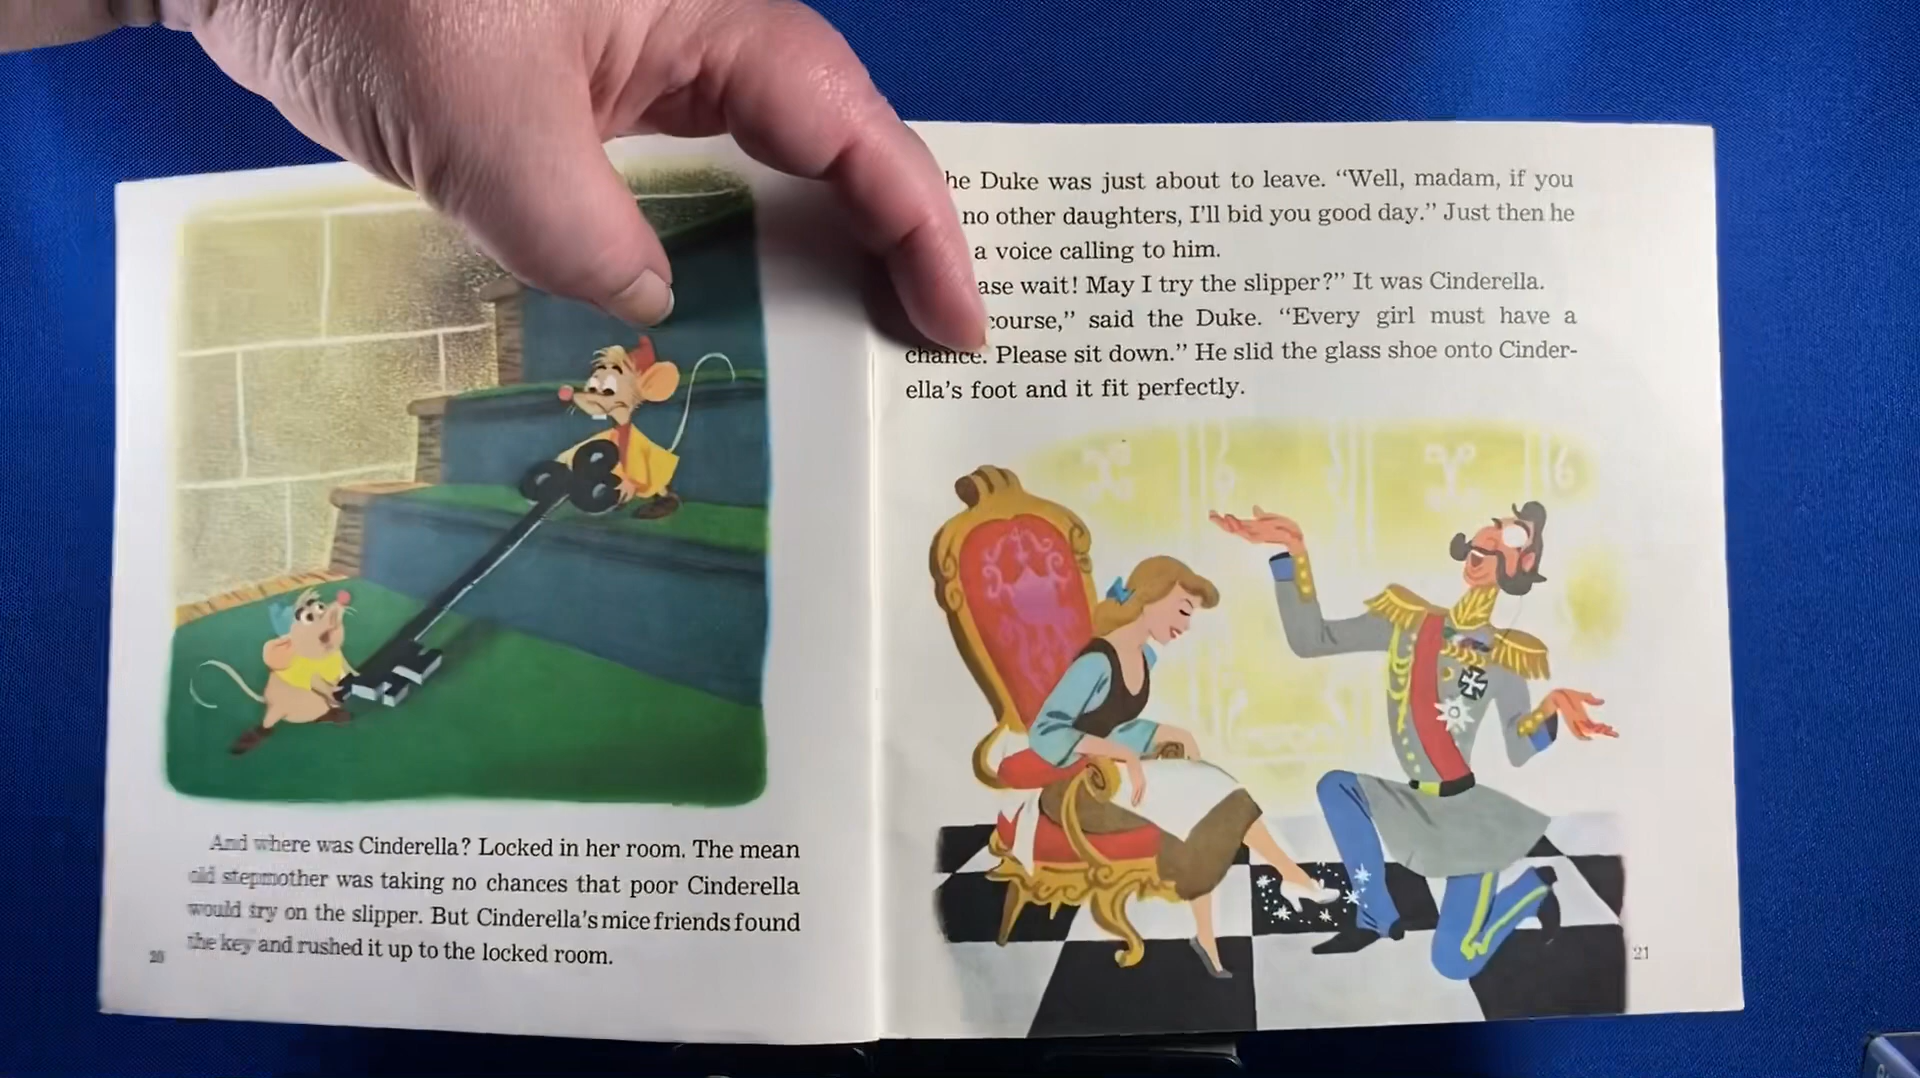 And where was Cinderella? Locked in her room. The mean
old stepmother was taking no chances that poor Cinderella
would try on the slipper. But Cinderella's mice friends found
the key and rushed it up to the locked room.
20
he Duke was just about to leave. “Well, madam, if you
no other daughters, I'll bid you good day.” Just then he
a voice calling to him.
ase wait! May I try the slipper?” It was Cinderella.
course,” said the Duke. “Every girl must have a
chance. Please sit down.” He slid the glass shoe onto Cinder-
ella's foot and it fit perfectly.
21